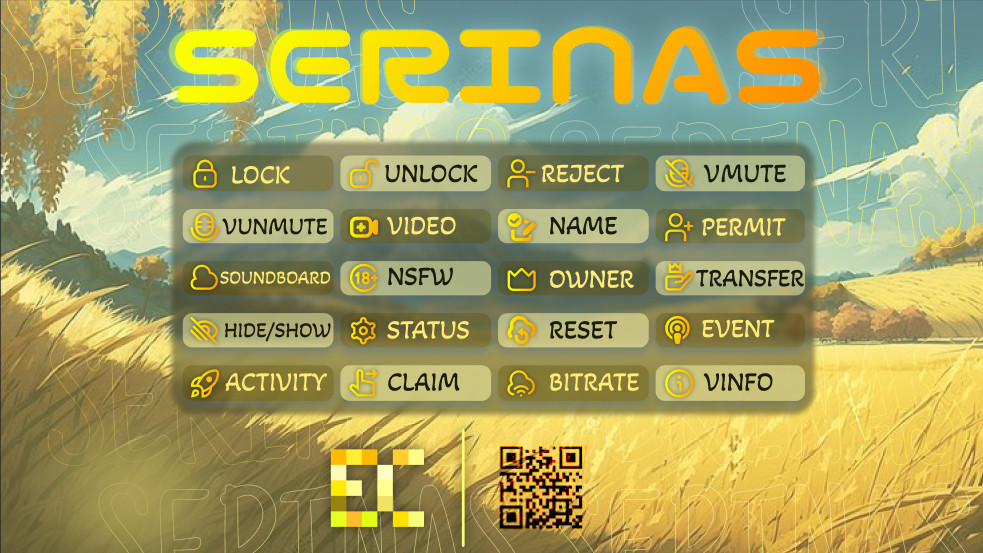 SERINAS
LOCK UNLOCK REJECT VMUTE
VUNMUTE VIDEO NAME PERMIT
SOUNDBOARD 18+ NSFW OWNER TRANSFER
HIDE/SHOW STATUS RESET EVENT
ACTIVITY CLAIM BITRATE VINFO